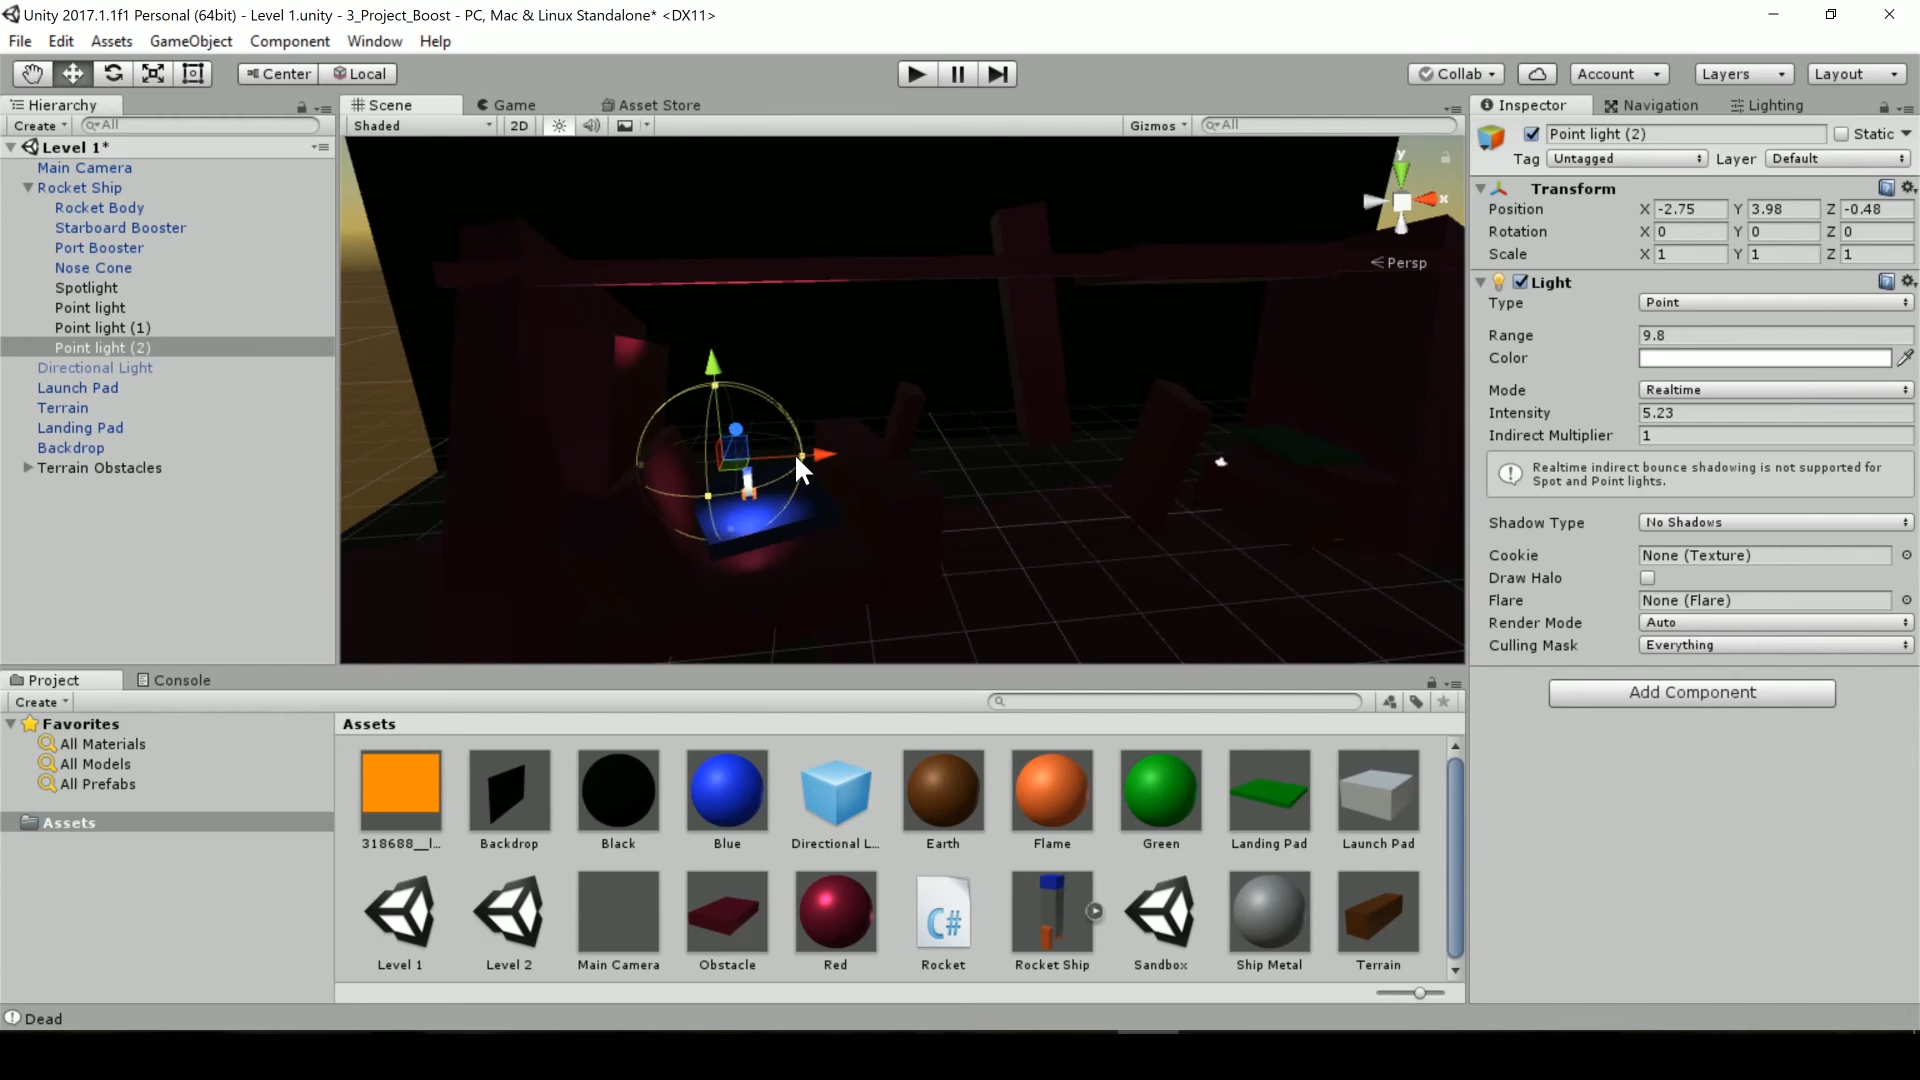 Unity 2017.1.1f1 Personal (64bit) - Level 1.unity - 3_Project_Boost - PC, Mac & Linux Standalone* <DX11>
File Edit Assets GameObject Component Window Help
Center Local Collab Account Layers Layout
Hierarchy
Create All
Level 1*
Main Camera
Rocket Ship
Rocket Body
Starboard Booster
Port Booster
Nose Cone
Spotlight
Point light
Point light (1)
Point light (2)
Directional Light
Launch Pad
Terrain
Landing Pad
Backdrop
Terrain Obstacles
Scene Game Asset Store
Shaded 2D Gizmos All
y
x
Persp
Inspector Navigation Lighting
Point light (2) Static
Tag Untagged Layer Default
Transform
Position X -2.75 Y 3.98 Z -0.48
Rotation X 0 Y 0 Z 0
Scale X 1 Y 1 Z 1
Light
Type Point
Range 9.8
Color
Mode Realtime
Intensity 5.23
Indirect Multiplier 1
Realtime indirect bounce shadowing is not supported for
Spot and Point lights.
Shadow Type No Shadows
Cookie None (Texture)
Draw Halo
Flare None (Flare)
Render Mode Auto
Culling Mask Everything
Add Component
Project Console
Create
Favorites
All Materials
All Models
All Prefabs
Assets
Assets
318688__l... Backdrop Black Blue Directional L... Earth Flame Green Landing Pad Launch Pad
C#
Level 1 Level 2 Main Camera Obstacle Red Rocket Rocket Ship Sandbox Ship Metal Terrain
Dead